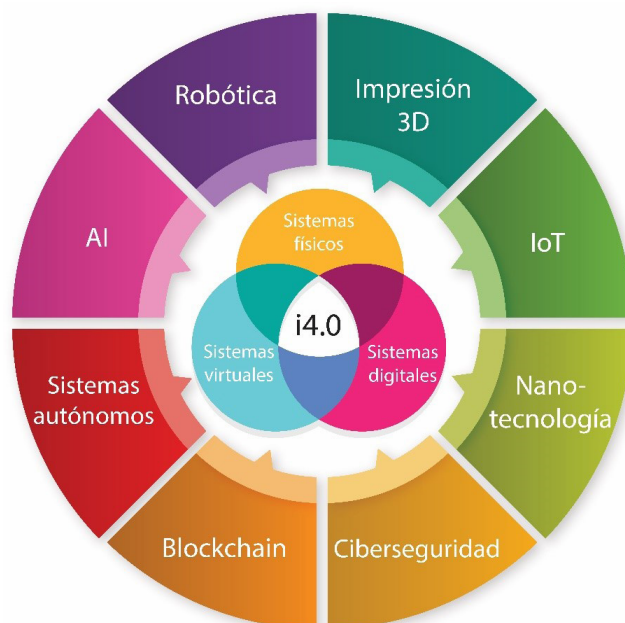 Robótica
Impresión
3D
AI
IoT
Sistemas
físicos
i4.0
Sistemas
virtuales
Sistemas
digitales
Sistemas
autónomos
Nano-
tecnología
Blockchain
Ciberseguridad